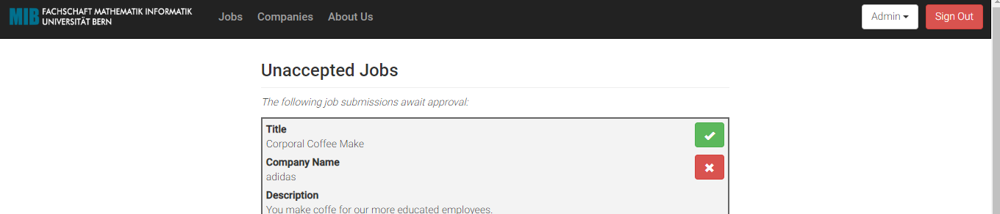 MIB FACHSCHAFT MATHEMATIK INFORMATIK
UNIVERSITÄT BERN
Jobs Companies About Us Admin Sign Out
Unaccepted Jobs
The following job submissions await approval:
Title
Corporal Coffee Make
Company Name
adidas
Description
You make coffe for our more educated employees.